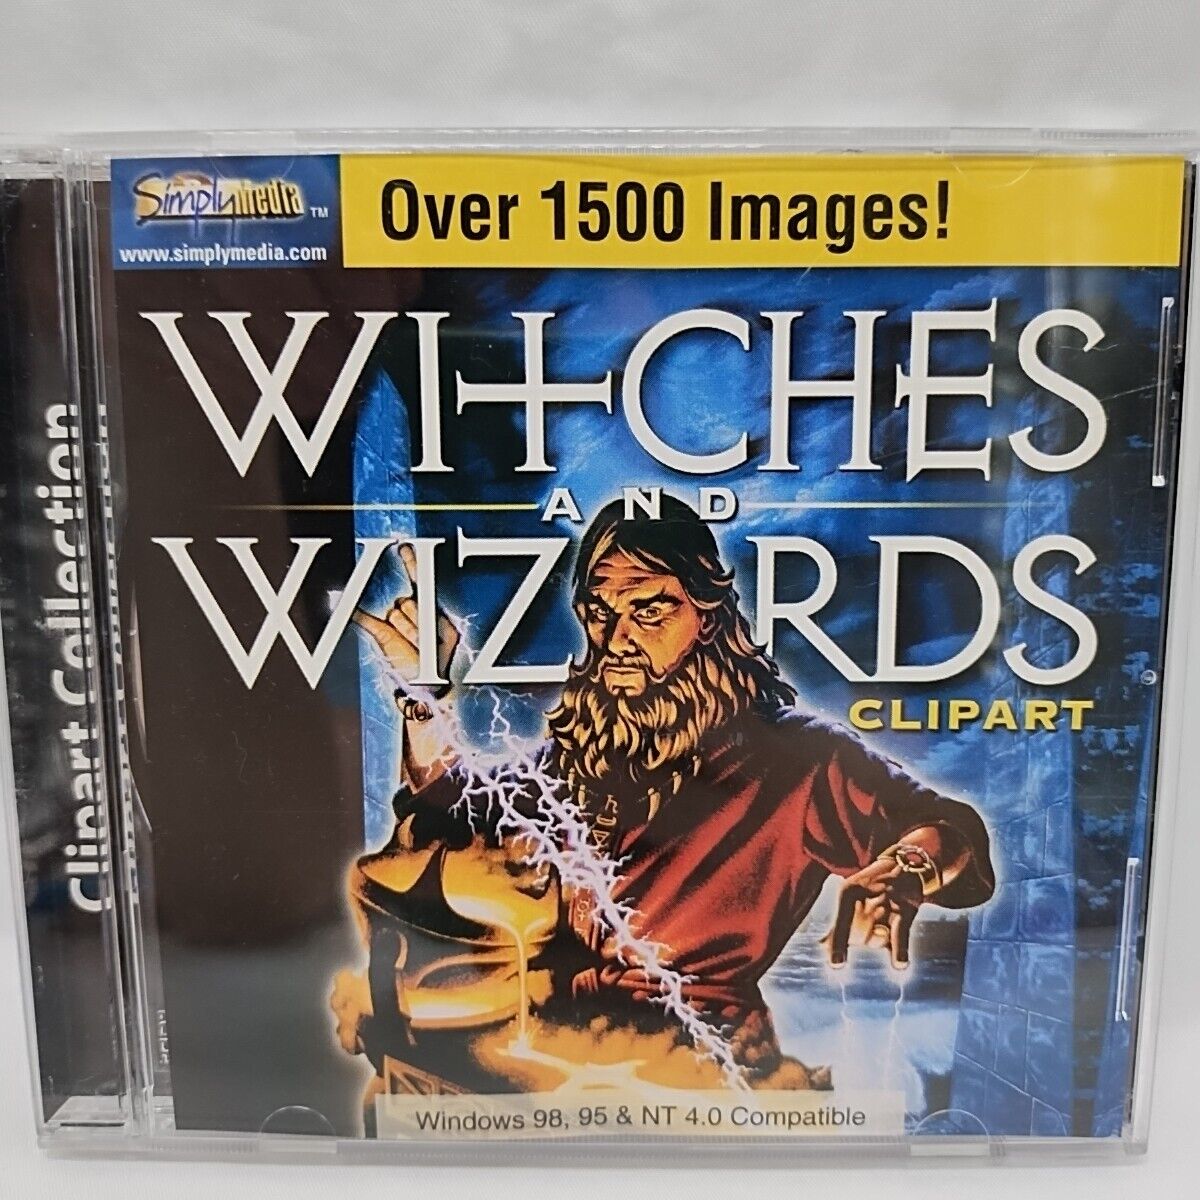 Simplymedia™
www.simplymedia.com
Over 1500 Images!
WITCHES
AND
WIZARDS
CLIPART
Windows 98, 95 & NT 4.0 Compatible
Clipart Collection